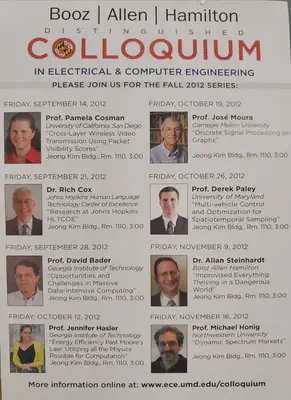 Booz | Allen | Hamilton
DISTINGUISHED
COLLOQUIUM
IN ELECTRICAL & COMPUTER ENGINEERING
PLEASE JOIN US FOR THE FALL 2012 SERIES:
FRIDAY, SEPTEMBER 14, 2012
Prof. Pamela Cosman
University of California, San Diego
"Cross-Layer Wireless Video
Transmission Using Packet
Visibility Scores"
Jeong Kim Bldg., Rm. 1110, 3:00
FRIDAY, SEPTEMBER 21, 2012
Dr. Rich Cox
Johns Hopkins Human Language
Technology Center of Excellence
"Research at Johns Hopkins
HLTCOE"
Jeong Kim Bldg., Rm. 1110, 3:00
FRIDAY, SEPTEMBER 28, 2012
Prof. David Bader
Georgia Institute of Technology
"Opportunities and
Challenges in Massive
Data-Intensive Computing"
Jeong Kim Bldg., Rm. 1110, 3:00
FRIDAY, OCTOBER 12, 2012
Prof. Jennifer Hasler
Georgia Institute of Technology
"Energy Efficiency Past Moore's
Law: Utilizing all the Physics
Possible for Computation"
Jeong Kim Bldg., Rm. 1110, 3:00
FRIDAY, OCTOBER 19, 2012
Prof. José Moura
Carnegie Mellon University
"Discrete Signal Processing on
Graphs"
Jeong Kim Bldg., Rm. 1110, 3:00
FRIDAY, OCTOBER 26, 2012
Prof. Derek Paley
University of Maryland
"Multi-vehicle Control
and Optimization for
Spatiotemporal Sampling"
Jeong Kim Bldg., Rm. 1110, 3:00
FRIDAY, NOVEMBER 9, 2012
Dr. Allan Steinhardt
Booz Allen Hamilton
"Improvised Everything:
Thriving in a Dangerous
World"
Jeong Kim Bldg., Rm. 1110, 3:00
FRIDAY, NOVEMBER 16, 2012
Prof. Michael Honig
Northwestern University
"Dynamic Spectrum Markets"
Jeong Kim Bldg., Rm. 1110, 3:00
More information online at: www.ece.umd.edu/colloquium